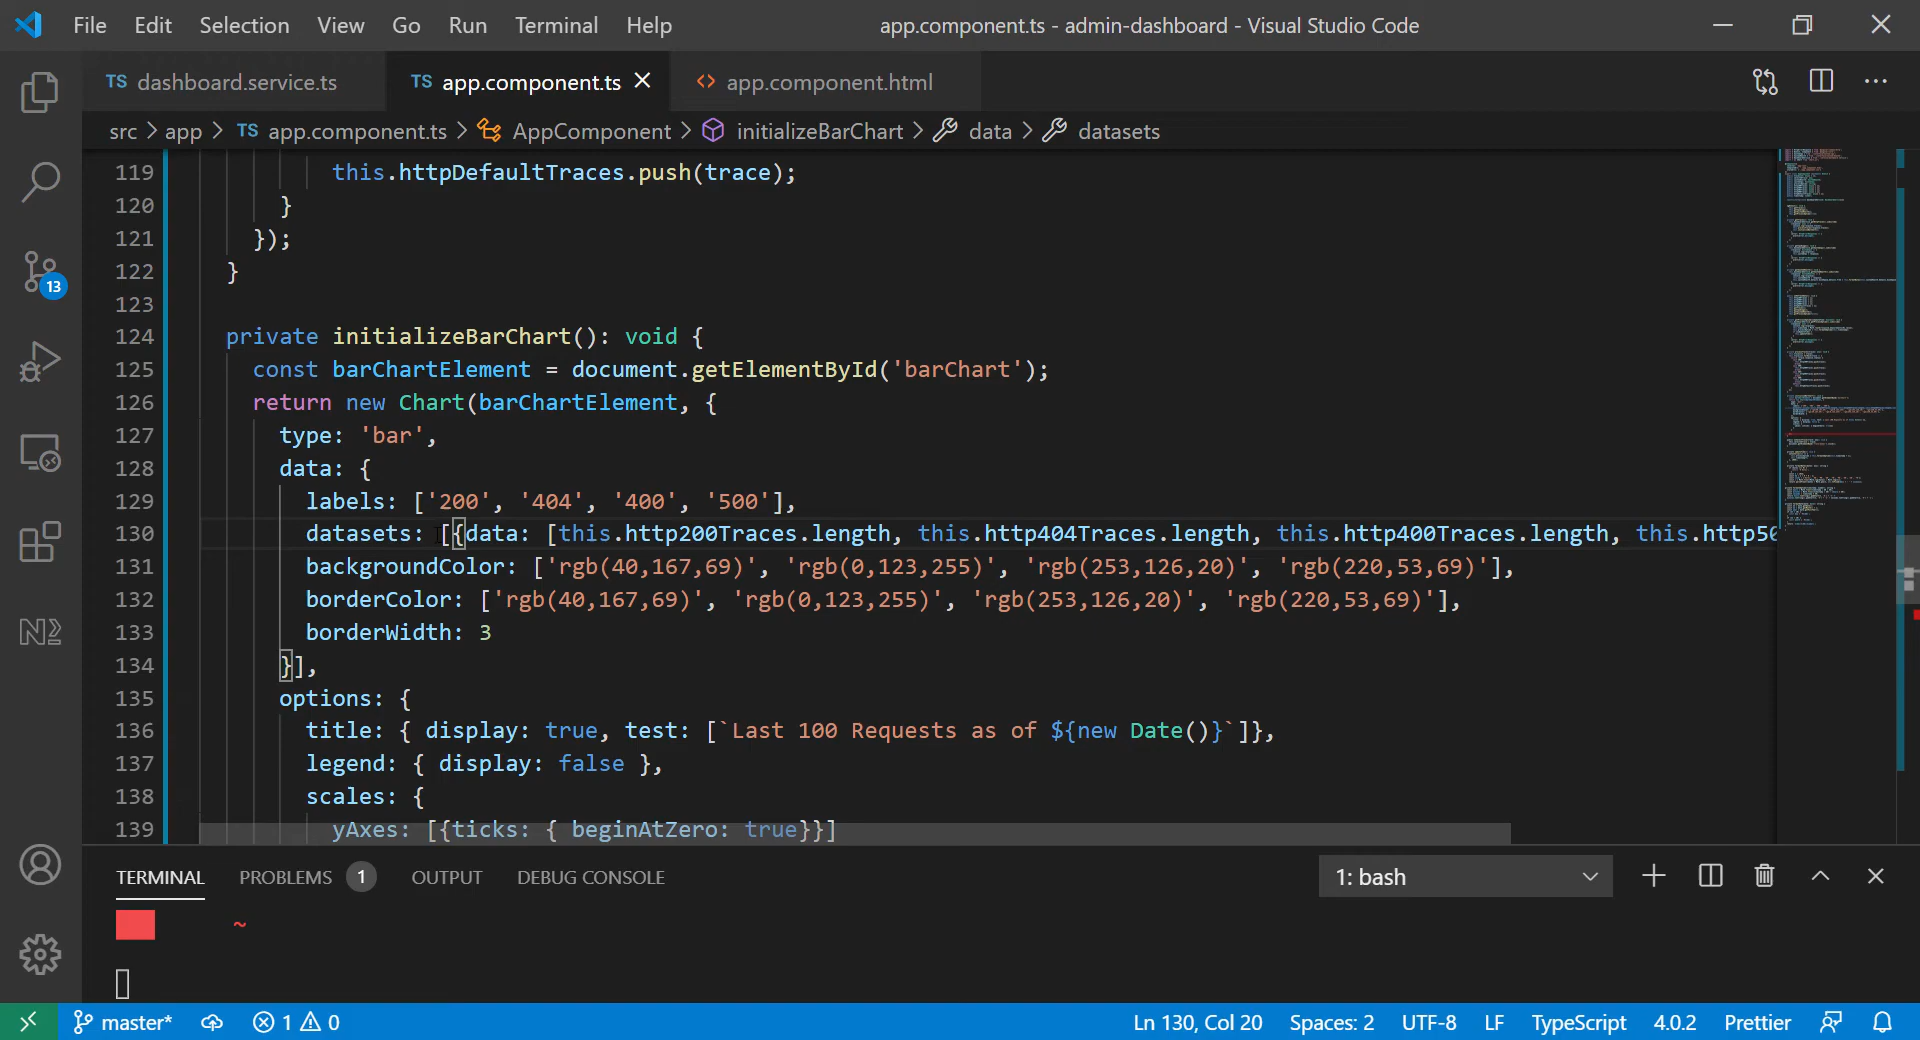 File Edit Selection View Go Run Terminal Help app.component.ts - admin-dashboard - Visual Studio Code
TS dashboard.service.ts TS app.component.ts <> app.component.html
src > app > TS app.component.ts > AppComponent > initializeBarChart > data > datasets
119 this.httpDefaultTraces.push(trace);
120 }
121 });
122 }
123
124 private initializeBarChart(): void {
125 const barChartElement = document.getElementById('barChart');
126 return new Chart(barChartElement, {
127 type: 'bar',
128 data: {
129 labels: ['200', '404', '400', '500'],
130 datasets: [{data: [this.http200Traces.length, this.http404Traces.length, this.http400Traces.length, this.http50
131 backgroundColor: ['rgb(40,167,69)', 'rgb(0,123,255)', 'rgb(253,126,20)', 'rgb(220,53,69)'],
132 borderColor: ['rgb(40,167,69)', 'rgb(0,123,255)', 'rgb(253,126,20)', 'rgb(220,53,69)'],
133 borderWidth: 3
134 }],
135 options: {
136 title: { display: true, test: [`Last 100 Requests as of ${new Date()}`]},
137 legend: { display: false },
138 scales: {
139 yAxes: [{ticks: { beginAtZero: true}}]
13
TERMINAL PROBLEMS 1 OUTPUT DEBUG CONSOLE 1: bash
~
master* 1 0 Ln 130, Col 20 Spaces: 2 UTF-8 LF TypeScript 4.0.2 Prettier